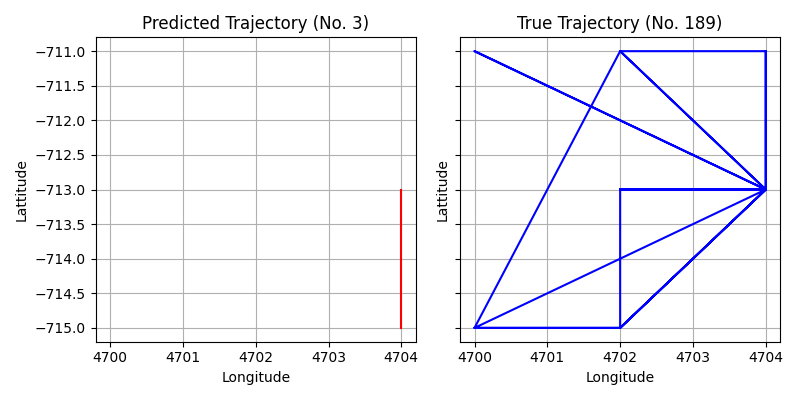 Predicted Trajectory (No. 3)
−711.0
−711.5
−712.0
−712.5
−713.0
−713.5
−714.0
−714.5
−715.0
Lattitude
4700 4701 4702 4703 4704
Longitude
True Trajectory (No. 189)
Lattitude
4700 4701 4702 4703 4704
Longitude